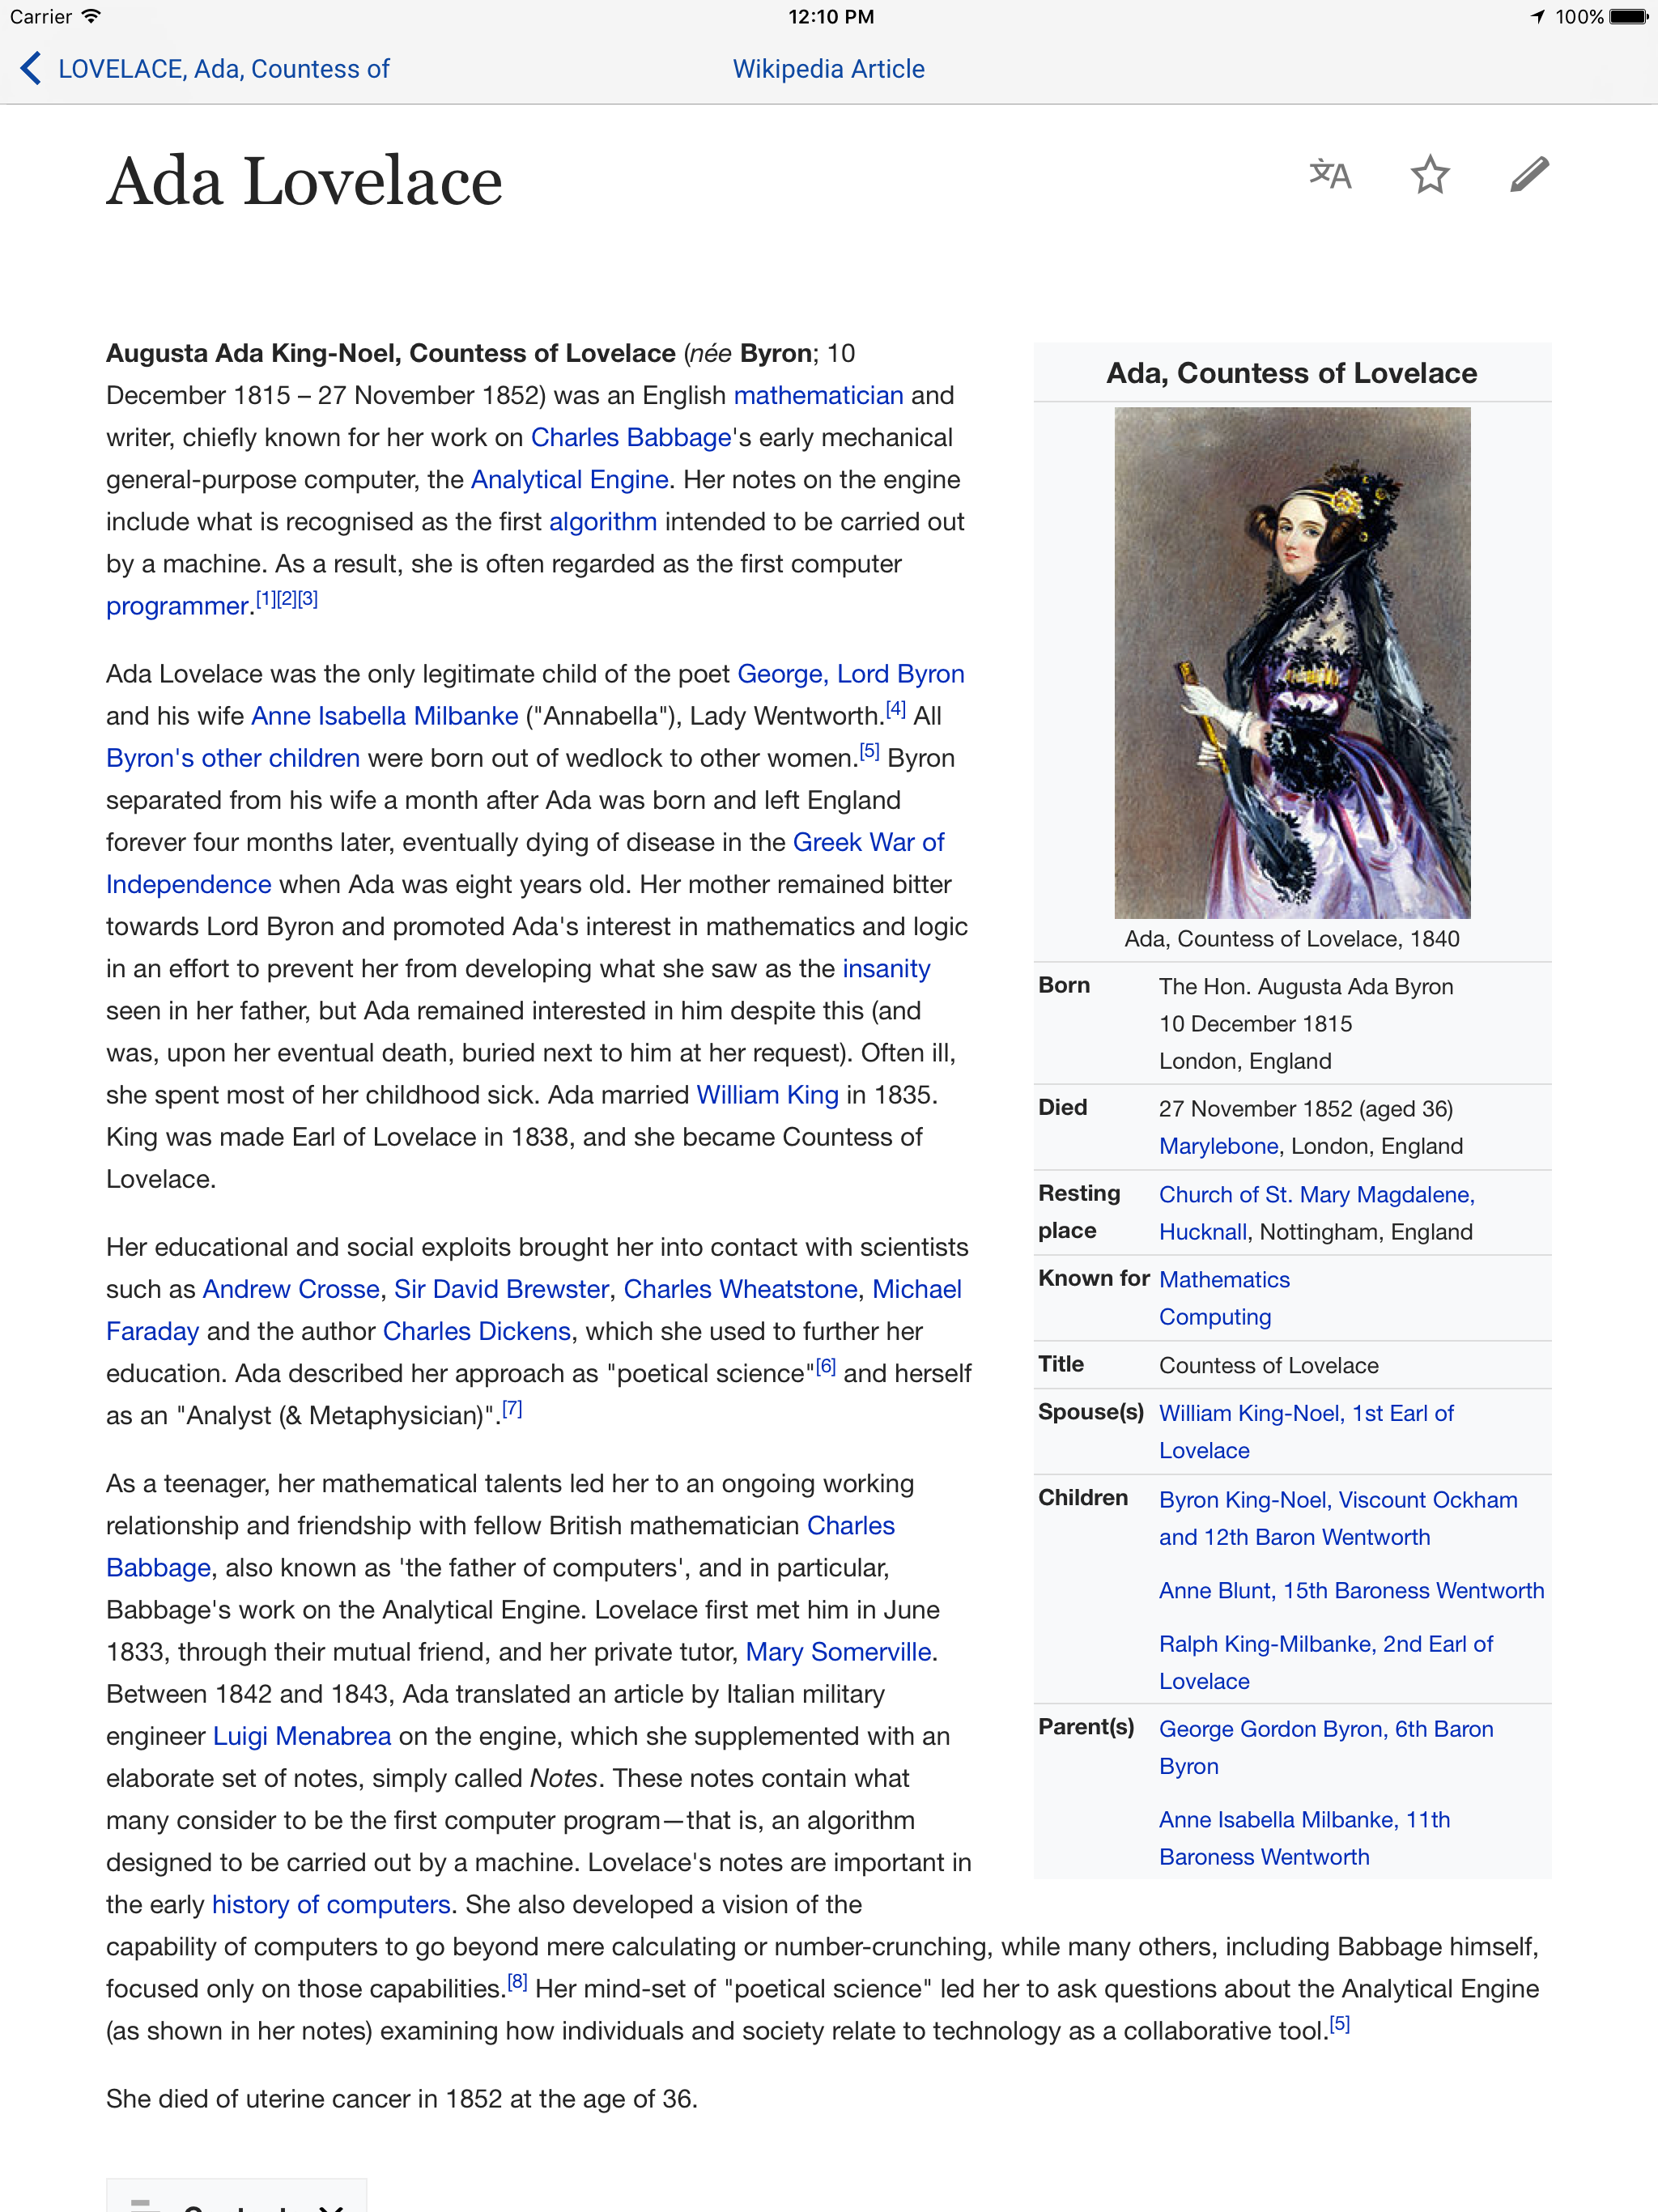 Carrier 12:10 PM 100%
LOVELACE, Ada, Countess of Wikipedia Article
Ada Lovelace
文A
Augusta Ada King-Noel, Countess of Lovelace (née Byron; 10
December 1815 – 27 November 1852) was an English mathematician and
writer, chiefly known for her work on Charles Babbage's early mechanical
general-purpose computer, the Analytical Engine. Her notes on the engine
include what is recognised as the first algorithm intended to be carried out
by a machine. As a result, she is often regarded as the first computer
programmer.[1][2][3]
Ada Lovelace was the only legitimate child of the poet George, Lord Byron
and his wife Anne Isabella Milbanke ("Annabella"), Lady Wentworth.[4] All
Byron's other children were born out of wedlock to other women.[5] Byron
separated from his wife a month after Ada was born and left England
forever four months later, eventually dying of disease in the Greek War of
Independence when Ada was eight years old. Her mother remained bitter
towards Lord Byron and promoted Ada's interest in mathematics and logic
in an effort to prevent her from developing what she saw as the insanity
seen in her father, but Ada remained interested in him despite this (and
was, upon her eventual death, buried next to him at her request). Often ill,
she spent most of her childhood sick. Ada married William King in 1835.
King was made Earl of Lovelace in 1838, and she became Countess of
Lovelace.
Her educational and social exploits brought her into contact with scientists
such as Andrew Crosse, Sir David Brewster, Charles Wheatstone, Michael
Faraday and the author Charles Dickens, which she used to further her
education. Ada described her approach as "poetical science"[6] and herself
as an "Analyst (& Metaphysician)".[7]
As a teenager, her mathematical talents led her to an ongoing working
relationship and friendship with fellow British mathematician Charles
Babbage, also known as 'the father of computers', and in particular,
Babbage's work on the Analytical Engine. Lovelace first met him in June
1833, through their mutual friend, and her private tutor, Mary Somerville.
Between 1842 and 1843, Ada translated an article by Italian military
engineer Luigi Menabrea on the engine, which she supplemented with an
elaborate set of notes, simply called Notes. These notes contain what
many consider to be the first computer program—that is, an algorithm
designed to be carried out by a machine. Lovelace's notes are important in
the early history of computers. She also developed a vision of the
capability of computers to go beyond mere calculating or number-crunching, while many others, including Babbage himself,
focused only on those capabilities.[8] Her mind-set of "poetical science" led her to ask questions about the Analytical Engine
(as shown in her notes) examining how individuals and society relate to technology as a collaborative tool.[5]
She died of uterine cancer in 1852 at the age of 36.
Ada, Countess of Lovelace
Ada, Countess of Lovelace, 1840
Born The Hon. Augusta Ada Byron
10 December 1815
London, England
Died 27 November 1852 (aged 36)
Marylebone, London, England
Resting Church of St. Mary Magdalene,
place Hucknall, Nottingham, England
Known for Mathematics
Computing
Title Countess of Lovelace
Spouse(s) William King-Noel, 1st Earl of
Lovelace
Children Byron King-Noel, Viscount Ockham
and 12th Baron Wentworth
Anne Blunt, 15th Baroness Wentworth
Ralph King-Milbanke, 2nd Earl of
Lovelace
Parent(s) George Gordon Byron, 6th Baron
Byron
Anne Isabella Milbanke, 11th
Baroness Wentworth